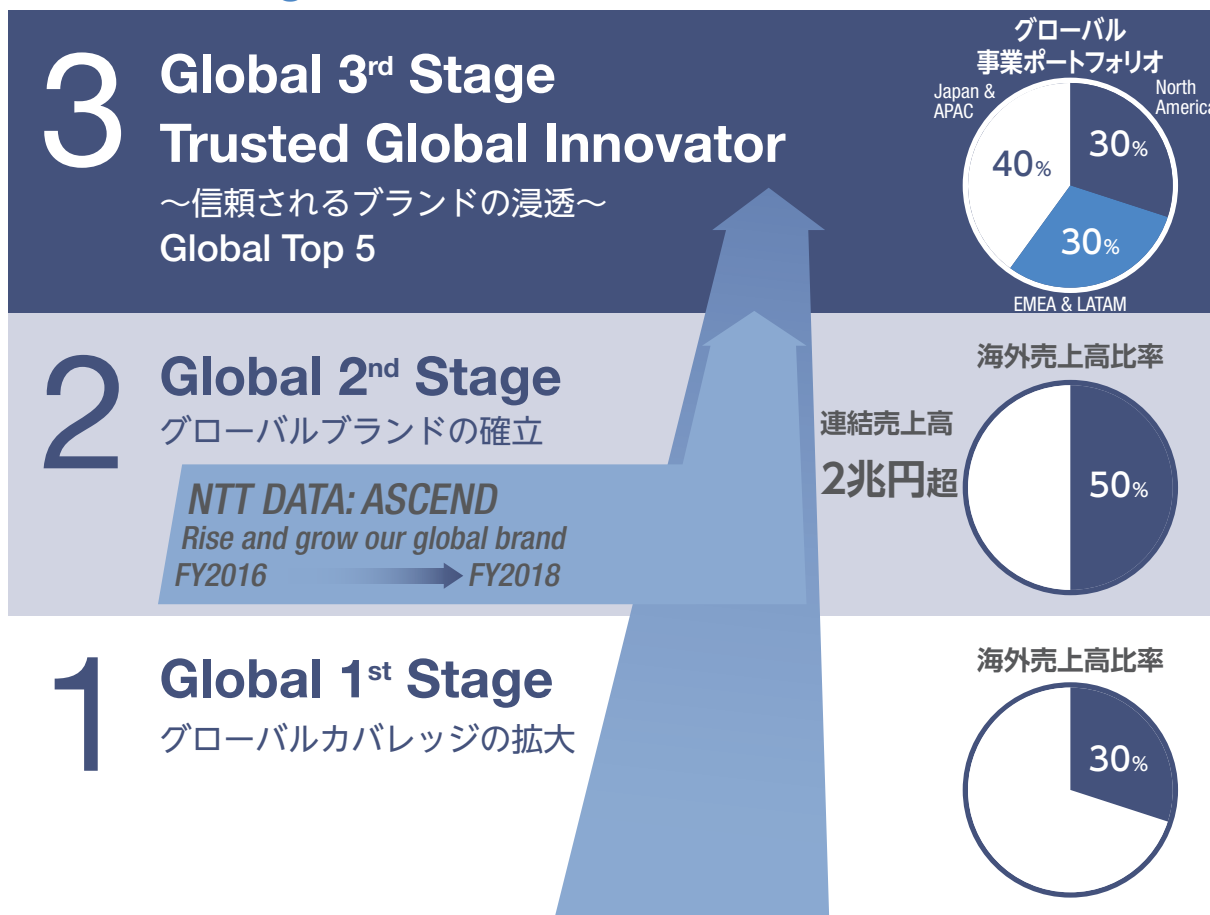 3
Global 3rd Stage
Trusted Global Innovator
～信頼されるブランドの浸透～
Global Top 5
グローバル
事業ポートフォリオ
Japan &
APAC
North
America
40%
30%
30%
EMEA & LATAM
2
Global 2nd Stage
グローバルブランドの確立
NTT DATA: ASCEND
Rise and grow our global brand
FY2016
FY2018
連結売上高
2兆円超
海外売上高比率
50%
1
Global 1st Stage
グローバルカバレッジの拡大
海外売上高比率
30%